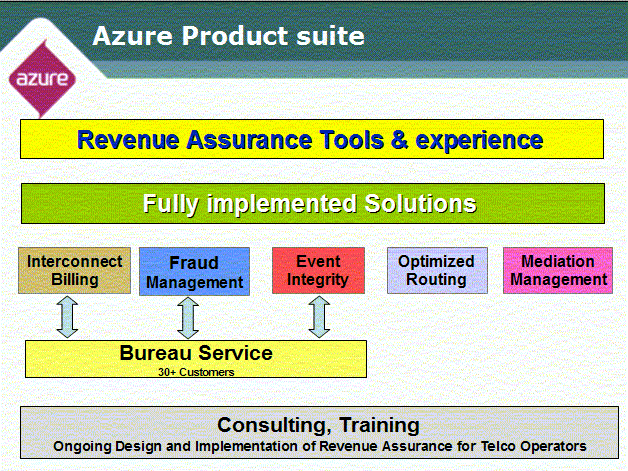 Azure Product suite
azure
Revenue Assurance Tools & experience
Fully implemented Solutions
Interconnect
Billing
Fraud
Management
Event
Integrity
Optimized
Routing
Mediation
Management
Bureau Service
30+ Customers
Consulting, Training
Ongoing Design and Implementation of Revenue Assurance for Telco Operators